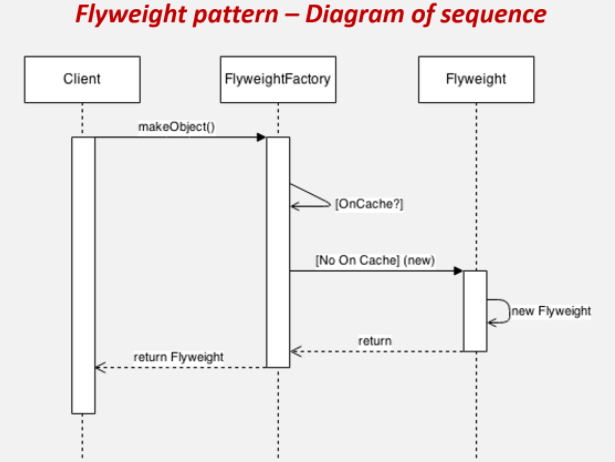 Flyweight pattern – Diagram of sequence
Client
FlyweightFactory
Flyweight
makeObject()
[OnCache?]
[No On Cache] (new)
new Flyweight
return
return Flyweight